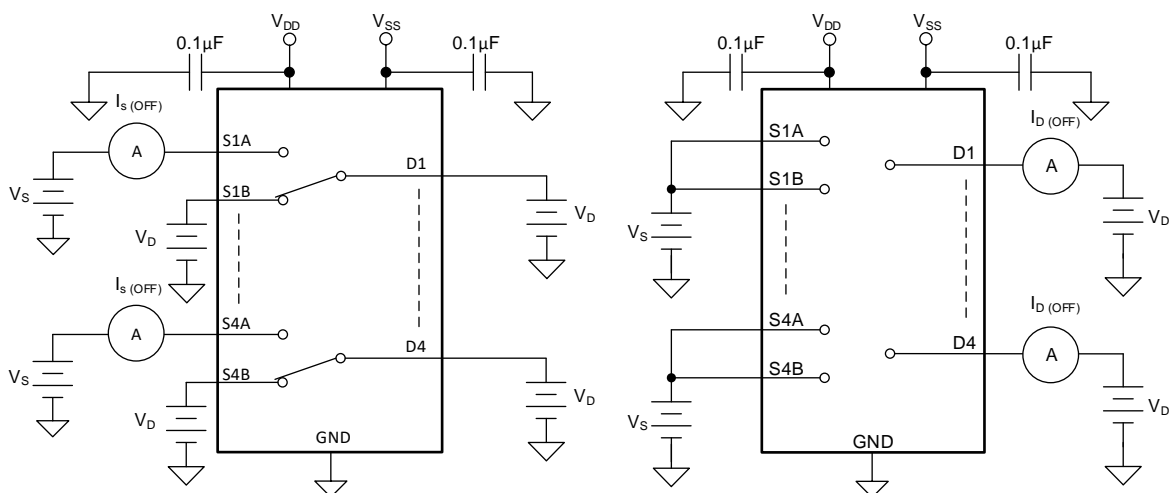 VDD VSS
0.1µF 0.1µF
Is (OFF)
A
S1A
D1
VS
S1B
VD
VD
Is (OFF)
A
S4A
D4
VS
S4B
VD
VD
GND
VDD VSS
0.1µF 0.1µF
ID (OFF)
S1A
D1
A
S1B
VS
VD
ID (OFF)
S4A
D4
A
S4B
VS
VD
GND